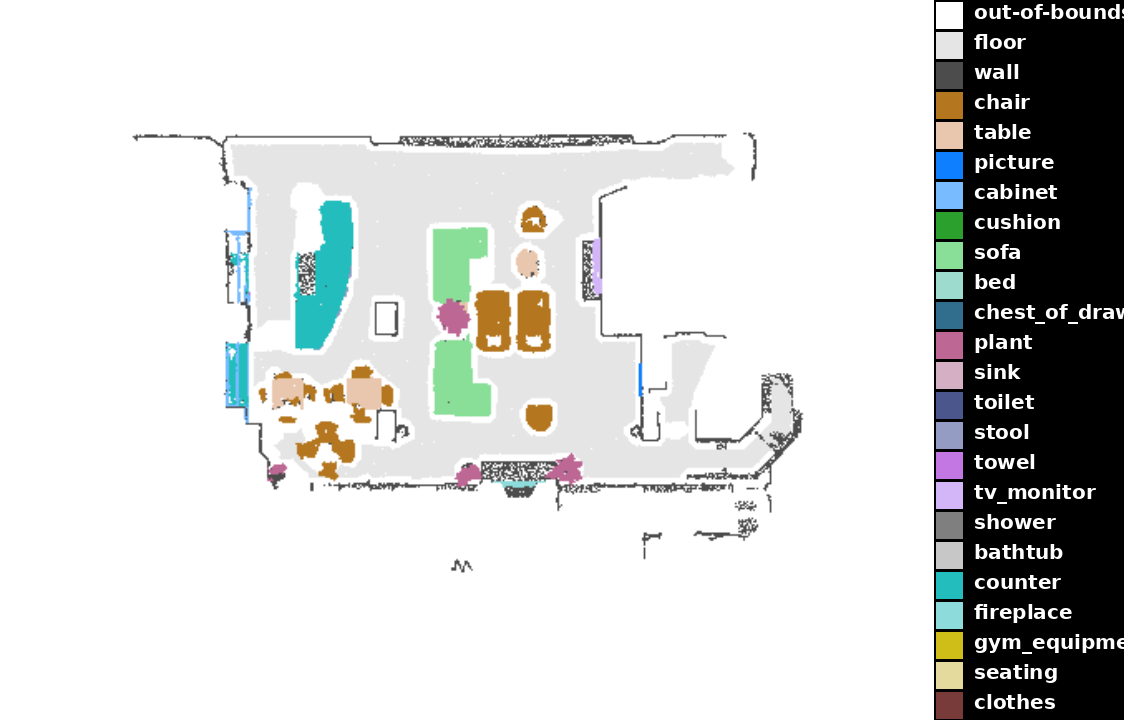 out-of-bounds
floor
wall
chair
table
picture
cabinet
cushion
sofa
bed
chest_of_draw
plant
sink
toilet
stool
towel
tv_monitor
shower
bathtub
counter
fireplace
gym_equipme
seating
clothes